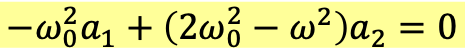 −ω₀²a₁ + (2ω₀² − ω²)a₂ = 0